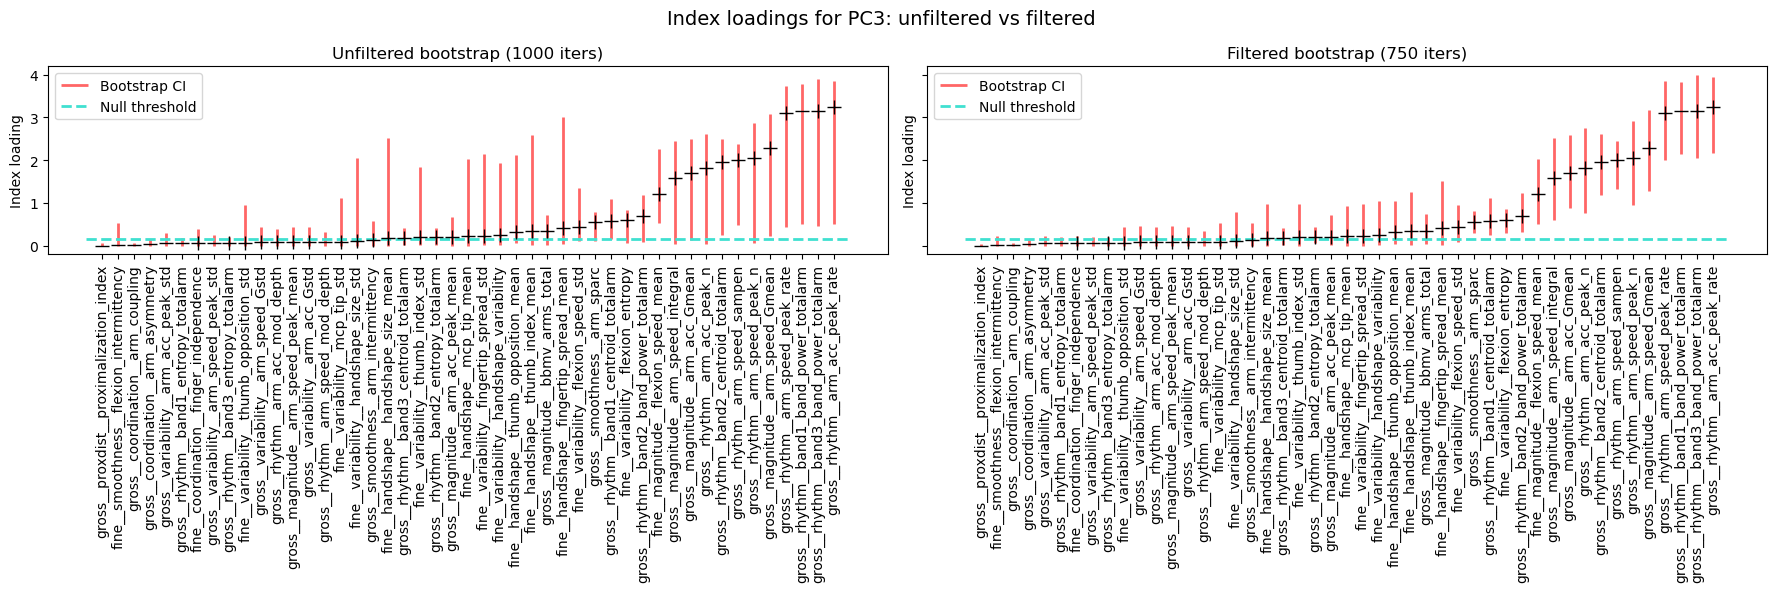 Index loadings for PC3: unfiltered vs filtered
Unfiltered bootstrap (1000 iters)
Index loading
4
3
2
1
0
Bootstrap CI
Null threshold
gross__proxdist__proximalization_index
fine__smoothness__flexion_intermittency
gross__coordination__arm_coupling
gross__coordination__arm_asymmetry
gross__variability__arm_acc_peak_std
gross__rhythm__band1_entropy_totalarm
fine__coordination__finger_independence
gross__variability__arm_speed_peak_std
gross__rhythm__band3_entropy_totalarm
fine__variability__thumb_opposition_std
gross__variability__arm_speed_Gstd
gross__rhythm__arm_acc_mod_depth
gross__magnitude__arm_speed_peak_mean
gross__variability__arm_acc_Gstd
gross__rhythm__arm_speed_mod_depth
fine__variability__mcp_tip_std
fine__variability__handshape_size_std
gross__smoothness__arm_intermittency
fine__handshape__handshape_size_mean
gross__rhythm__band3_centroid_totalarm
fine__variability__thumb_index_std
gross__rhythm__band2_entropy_totalarm
gross__magnitude__arm_acc_peak_mean
fine__handshape__mcp_tip_mean
fine__variability__fingertip_spread_std
fine__variability__handshape_variability
fine__handshape__thumb_opposition_mean
fine__handshape__thumb_index_mean
gross__magnitude__bbmv_arms_total
fine__handshape__fingertip_spread_mean
fine__variability__flexion_speed_std
gross__smoothness__arm_sparc
gross__rhythm__band1_centroid_totalarm
fine__variability__flexion_entropy
gross__rhythm__band2_band_power_totalarm
fine__magnitude__flexion_speed_mean
gross__magnitude__arm_speed_integral
gross__magnitude__arm_acc_Gmean
gross__rhythm__arm_acc_peak_n
gross__rhythm__band2_centroid_totalarm
gross__rhythm__arm_speed_sampen
gross__rhythm__arm_speed_peak_n
gross__magnitude__arm_speed_Gmean
gross__rhythm__arm_speed_peak_rate
gross__rhythm__band1_band_power_totalarm
gross__rhythm__band3_band_power_totalarm
gross__rhythm__arm_acc_peak_rate
Filtered bootstrap (750 iters)
Index loading
Bootstrap CI
Null threshold
gross__proxdist__proximalization_index
fine__smoothness__flexion_intermittency
gross__coordination__arm_coupling
gross__coordination__arm_asymmetry
gross__variability__arm_acc_peak_std
gross__rhythm__band1_entropy_totalarm
fine__coordination__finger_independence
gross__variability__arm_speed_peak_std
gross__rhythm__band3_entropy_totalarm
fine__variability__thumb_opposition_std
gross__variability__arm_speed_Gstd
gross__rhythm__arm_acc_mod_depth
gross__magnitude__arm_speed_peak_mean
gross__variability__arm_acc_Gstd
gross__rhythm__arm_speed_mod_depth
fine__variability__mcp_tip_std
fine__variability__handshape_size_std
gross__smoothness__arm_intermittency
fine__handshape__handshape_size_mean
gross__rhythm__band3_centroid_totalarm
fine__variability__thumb_index_std
gross__rhythm__band2_entropy_totalarm
gross__magnitude__arm_acc_peak_mean
fine__handshape__mcp_tip_mean
fine__variability__fingertip_spread_std
fine__variability__handshape_variability
fine__handshape__thumb_opposition_mean
fine__handshape__thumb_index_mean
gross__magnitude__bbmv_arms_total
fine__handshape__fingertip_spread_mean
fine__variability__flexion_speed_std
gross__smoothness__arm_sparc
gross__rhythm__band1_centroid_totalarm
fine__variability__flexion_entropy
gross__rhythm__band2_band_power_totalarm
fine__magnitude__flexion_speed_mean
gross__magnitude__arm_speed_integral
gross__magnitude__arm_acc_Gmean
gross__rhythm__arm_acc_peak_n
gross__rhythm__band2_centroid_totalarm
gross__rhythm__arm_speed_sampen
gross__rhythm__arm_speed_peak_n
gross__magnitude__arm_speed_Gmean
gross__rhythm__arm_speed_peak_rate
gross__rhythm__band1_band_power_totalarm
gross__rhythm__band3_band_power_totalarm
gross__rhythm__arm_acc_peak_rate